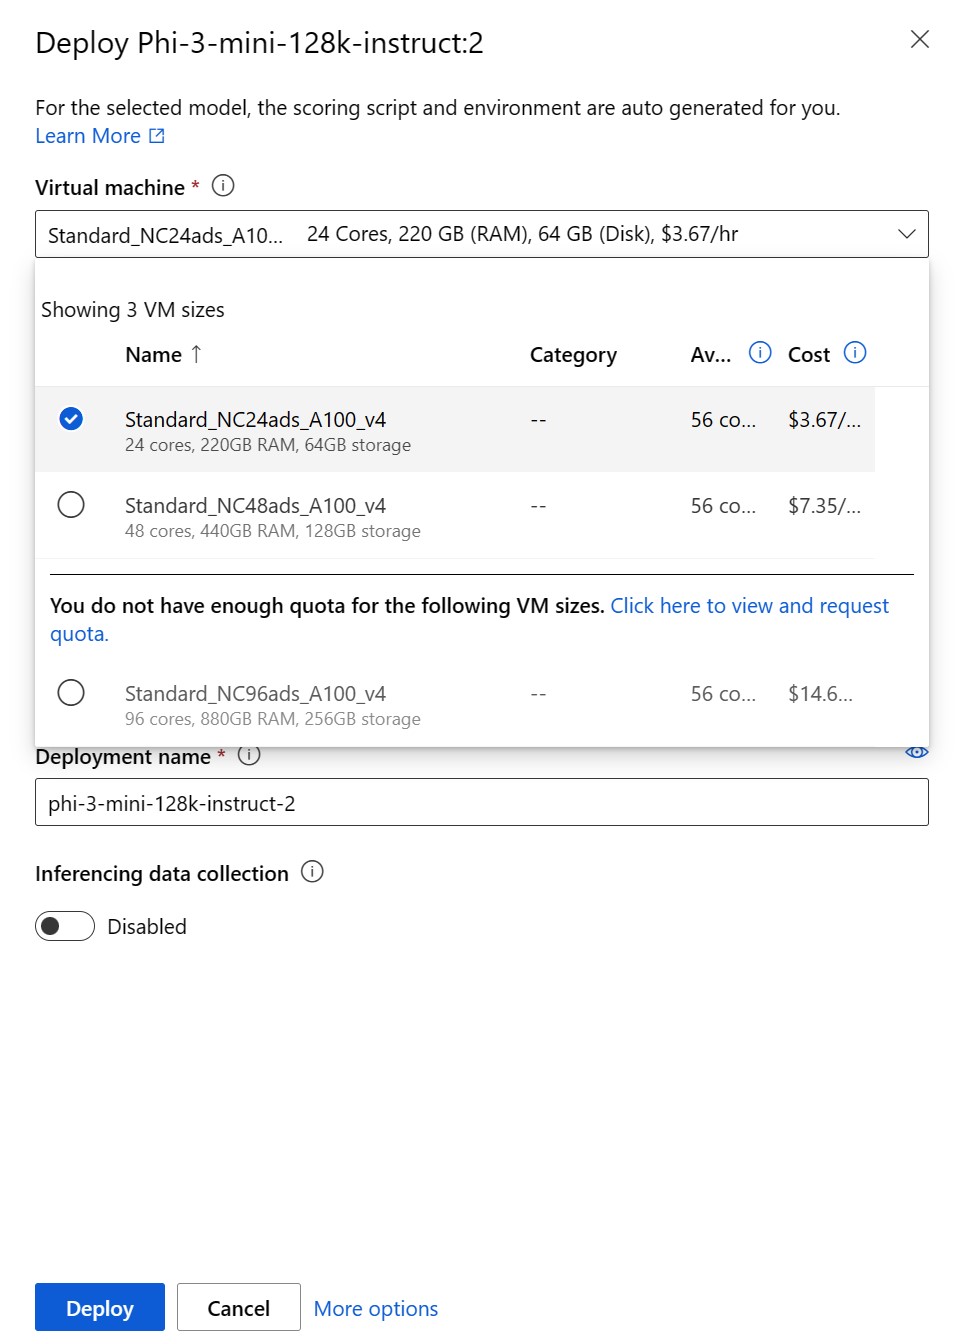 Deploy Phi-3-mini-128k-instruct:2
For the selected model, the scoring script and environment are auto generated for you.
Learn More
Virtual machine *
Standard_NC24ads_A10... 24 Cores, 220 GB (RAM), 64 GB (Disk), $3.67/hr
Showing 3 VM sizes
Name ↑ Category Av... Cost
Standard_NC24ads_A100_v4 -- 56 co... $3.67/...
24 cores, 220GB RAM, 64GB storage
Standard_NC48ads_A100_v4 -- 56 co... $7.35/...
48 cores, 440GB RAM, 128GB storage
You do not have enough quota for the following VM sizes. Click here to view and request
quota.
Standard_NC96ads_A100_v4 -- 56 co... $14.6...
96 cores, 880GB RAM, 256GB storage
Deployment name *
phi-3-mini-128k-instruct-2
Inferencing data collection
Disabled
Deploy Cancel More options